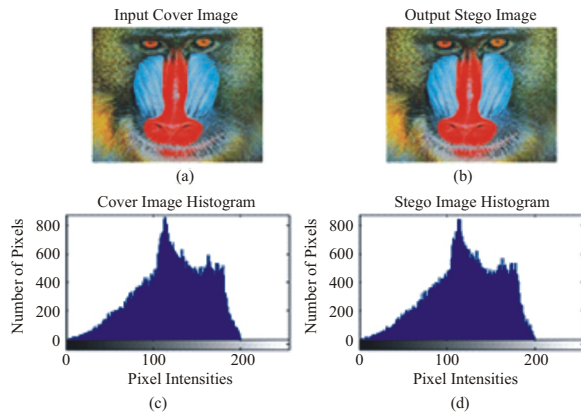 Input Cover Image
Output Stego Image
(a)
(b)
Cover Image Histogram
Stego Image Histogram
Number of Pixels
800
600
400
200
0
0
100
200
Pixel Intensities
(c)
Number of Pixels
800
600
400
200
0
0
100
200
Pixel Intensities
(d)